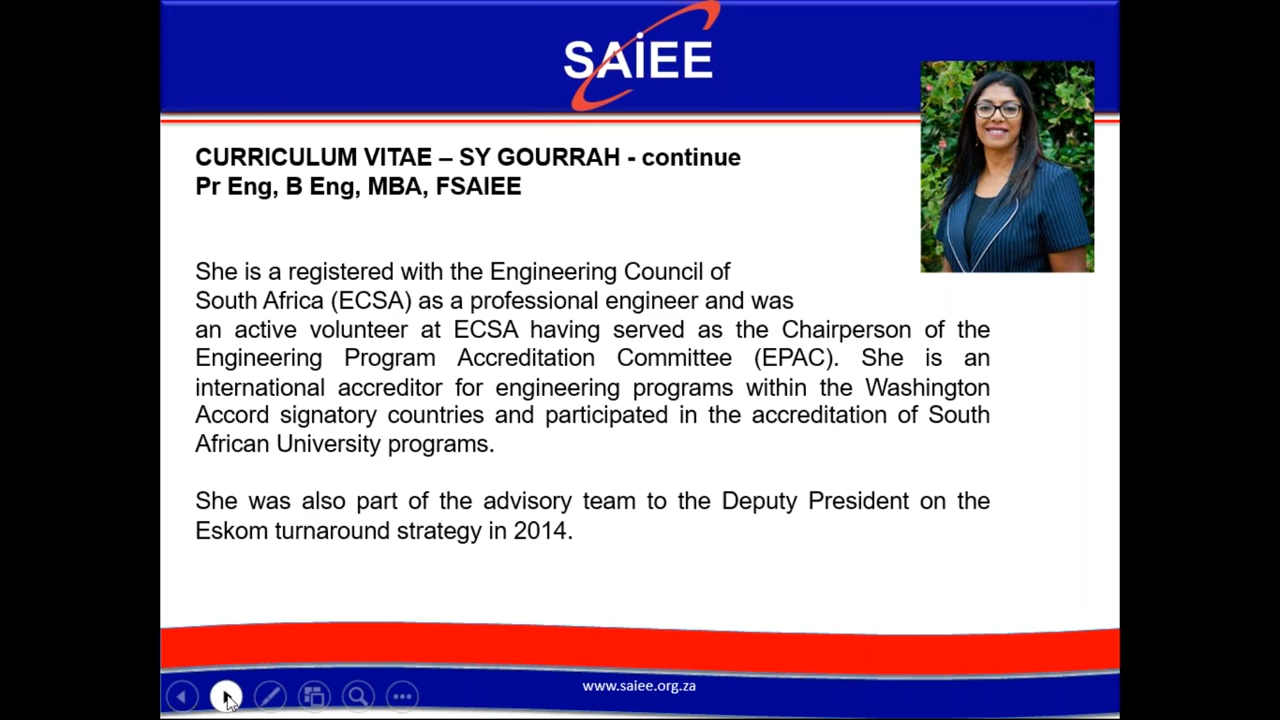 SAiEE
CURRICULUM VITAE – SY GOURRAH - continue
Pr Eng, B Eng, MBA, FSAIEE
She is a registered with the Engineering Council of
South Africa (ECSA) as a professional engineer and was
an active volunteer at ECSA having served as the Chairperson of the
Engineering Program Accreditation Committee (EPAC). She is an
international accreditor for engineering programs within the Washington
Accord signatory countries and participated in the accreditation of South
African University programs.
She was also part of the advisory team to the Deputy President on the
Eskom turnaround strategy in 2014.
www.saiee.org.za